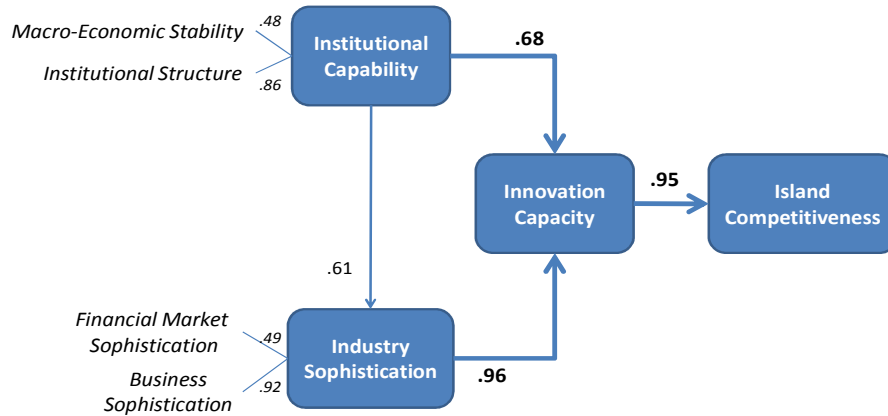 Macro-Economic Stability
.48
Institutional Structure
.86
Institutional
Capability
.68
Innovation
Capacity
.95
Island
Competitiveness
.61
Financial Market
Sophistication
.49
Business
Sophistication
.92
Industry
Sophistication
.96